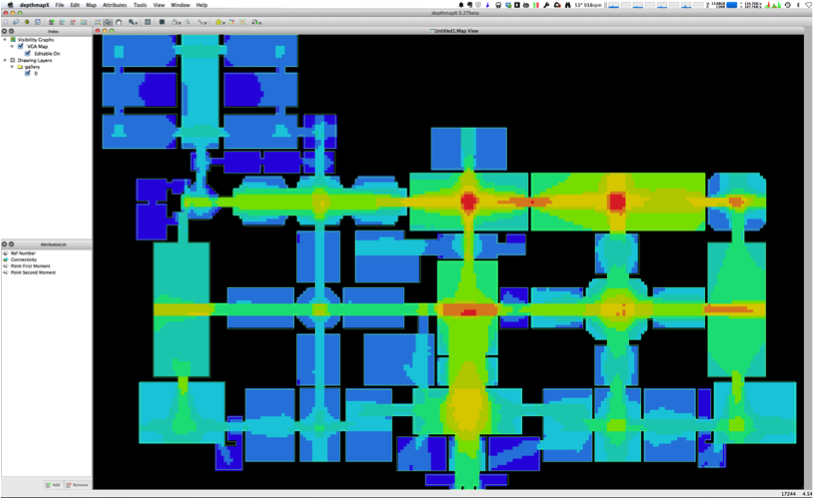 depthmapX File Edit Map Attributes Tools View Window Help
53° 938rpm
depthmapX 0.27beta
Index
Untitled1:Map View
Visibility Graphs
VGA Map
Editable On
Drawing Layers
gallery
0
Attributes List
Ref Number
Connectivity
Point First Moment
Point Second Moment
Add Remove
17244 4.54